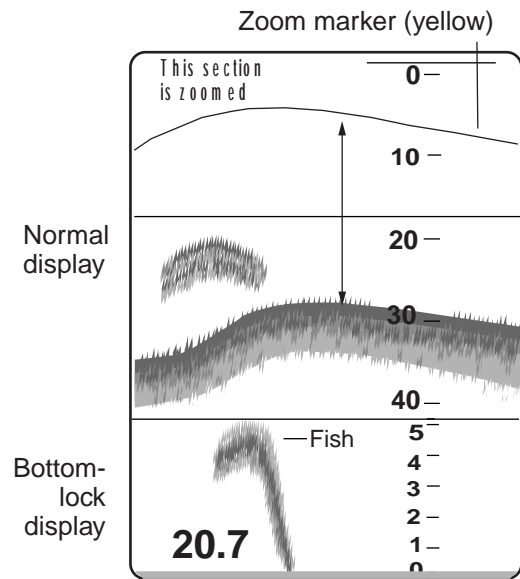 Zoom marker (yellow)
This section
is zoomed
0
10
Normal
display
20
30
40
Bottom-
lock
display
Fish
5
4
3
2
1
0
20.7